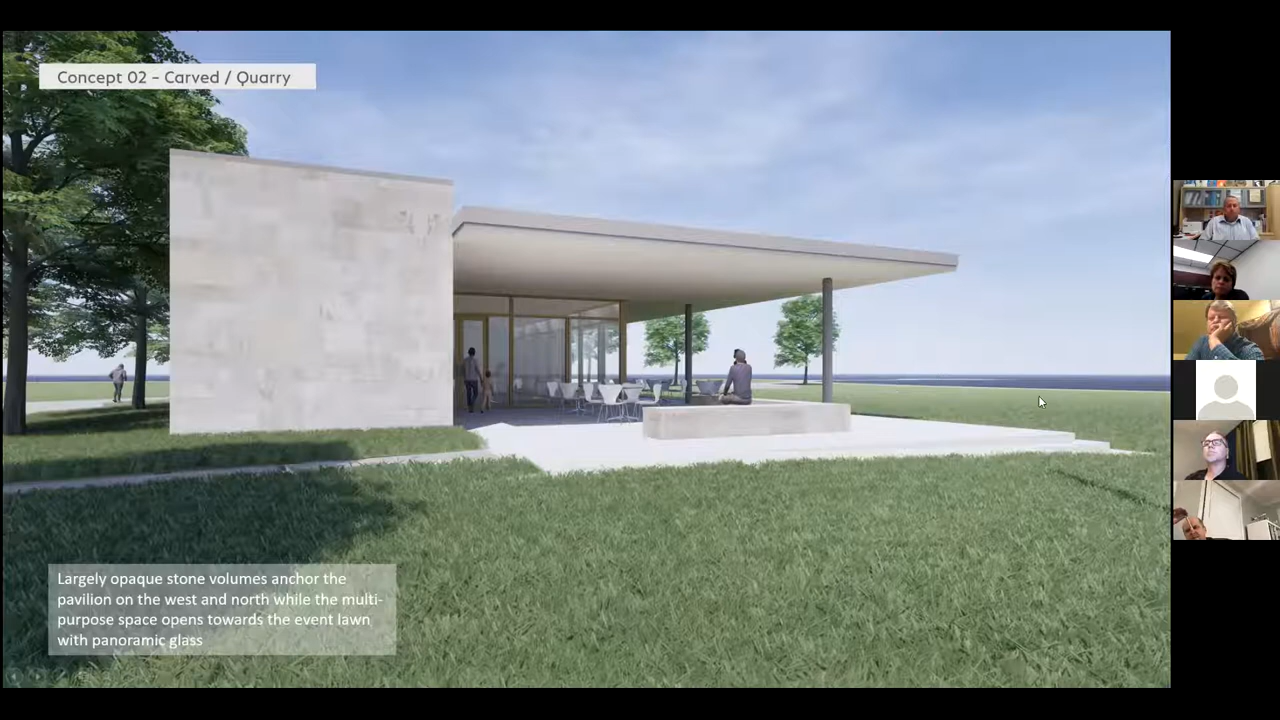 Concept 02 – Carved / Quarry
Largely opaque stone volumes anchor the
pavilion on the west and north while the multi-
purpose space opens towards the event lawn
with panoramic glass